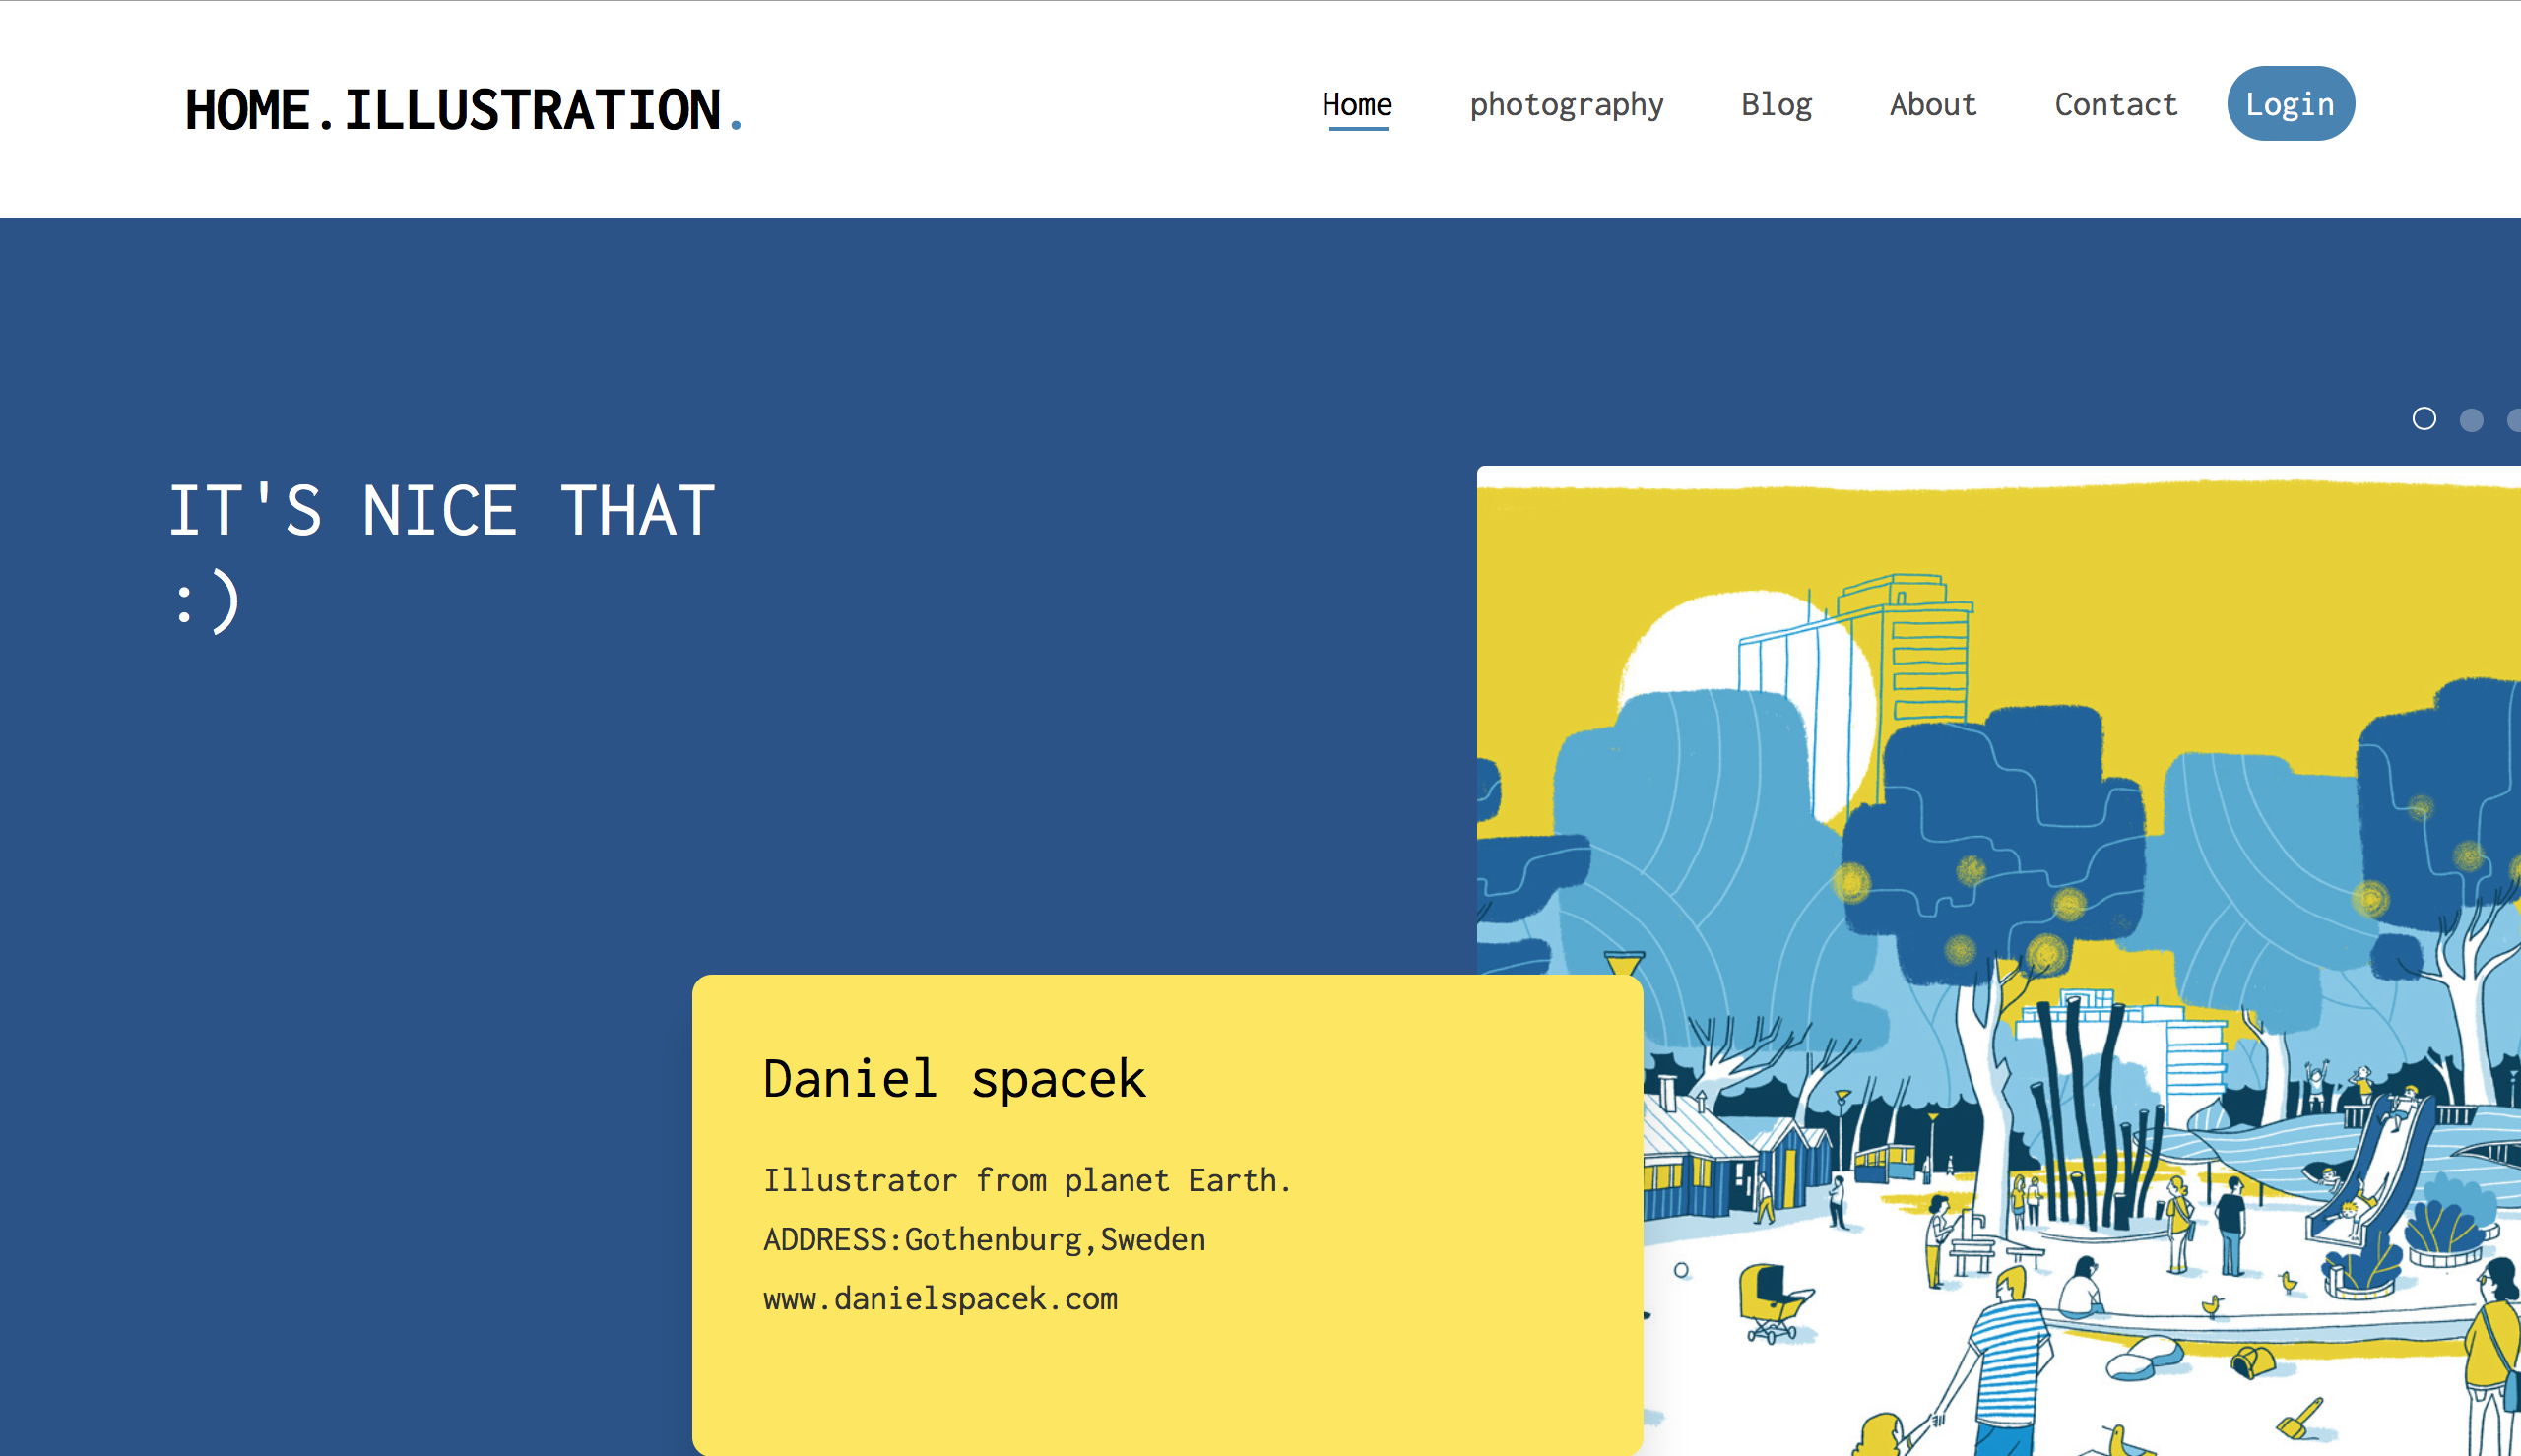 HOME.ILLUSTRATION.
Home photography Blog About Contact Login
IT'S NICE THAT
:)
Daniel spacek
Illustrator from planet Earth.
ADDRESS:Gothenburg,Sweden
www.danielspacek.com